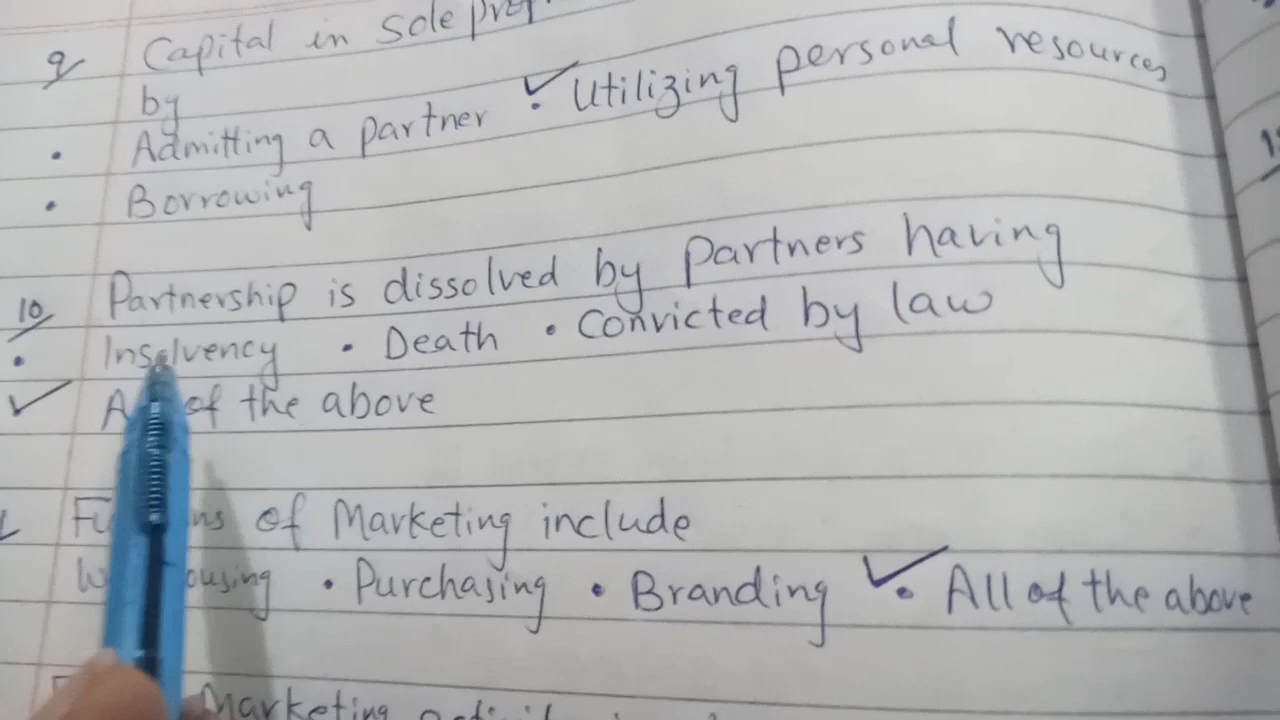 9 Capital in sole
by
• Admitting a partner • Utilizing personal resources
• Borrowing
10 Partnership is dissolved by partners having
• Insolvency • Death • Convicted by law
All of the above
of Marketing include
• Purchasing • Branding • All of the above
Marketing